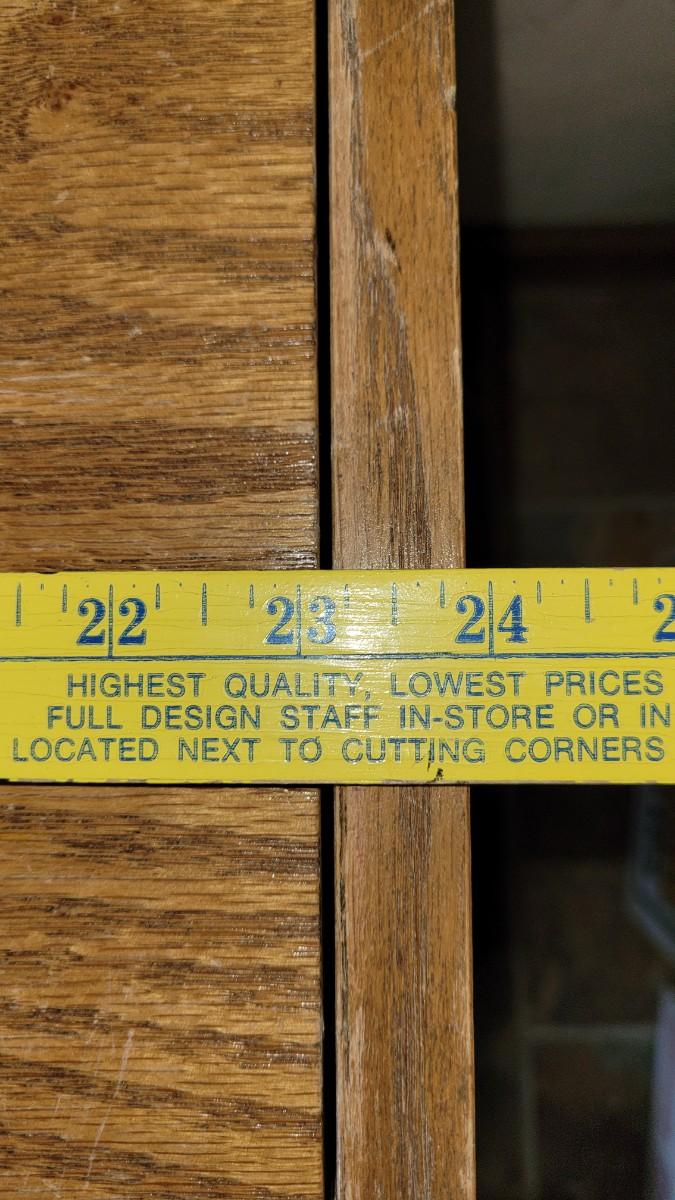 22 23 24 2
HIGHEST QUALITY, LOWEST PRICES
FULL DESIGN STAFF IN-STORE OR IN
LOCATED NEXT TO CUTTING CORNERS